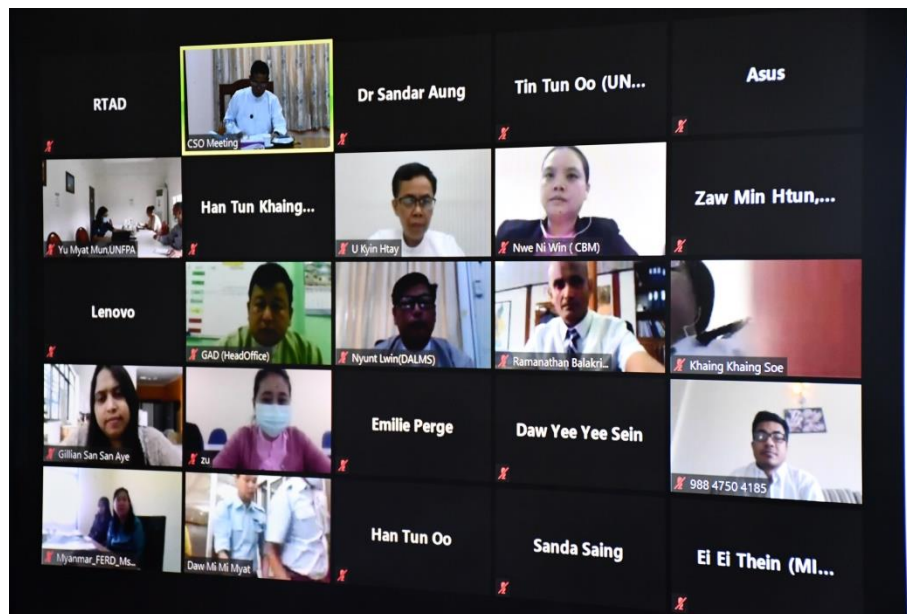 RTAD
CSO Meeting
Dr Sandar Aung
Tin Tun Oo (UN...
Asus
Yu Myat Mun,UNFPA
Han Tun Khaing...
U Kyin Htay
Nwe Ni Win ( CBM)
Zaw Min Htun,...
Lenovo
GAD (HeadOffice)
Nyunt Lwin(DALMS)
Ramanathan Balakri...
Khaing Khaing Soe
Gillian San San Aye
zu
Emilie Perge
Daw Yee Yee Sein
988 4750 4185
Myanmar_FERD_Ms...
Daw Mi Mi Myat
Han Tun Oo
Sanda Saing
Ei Ei Thein (MI...